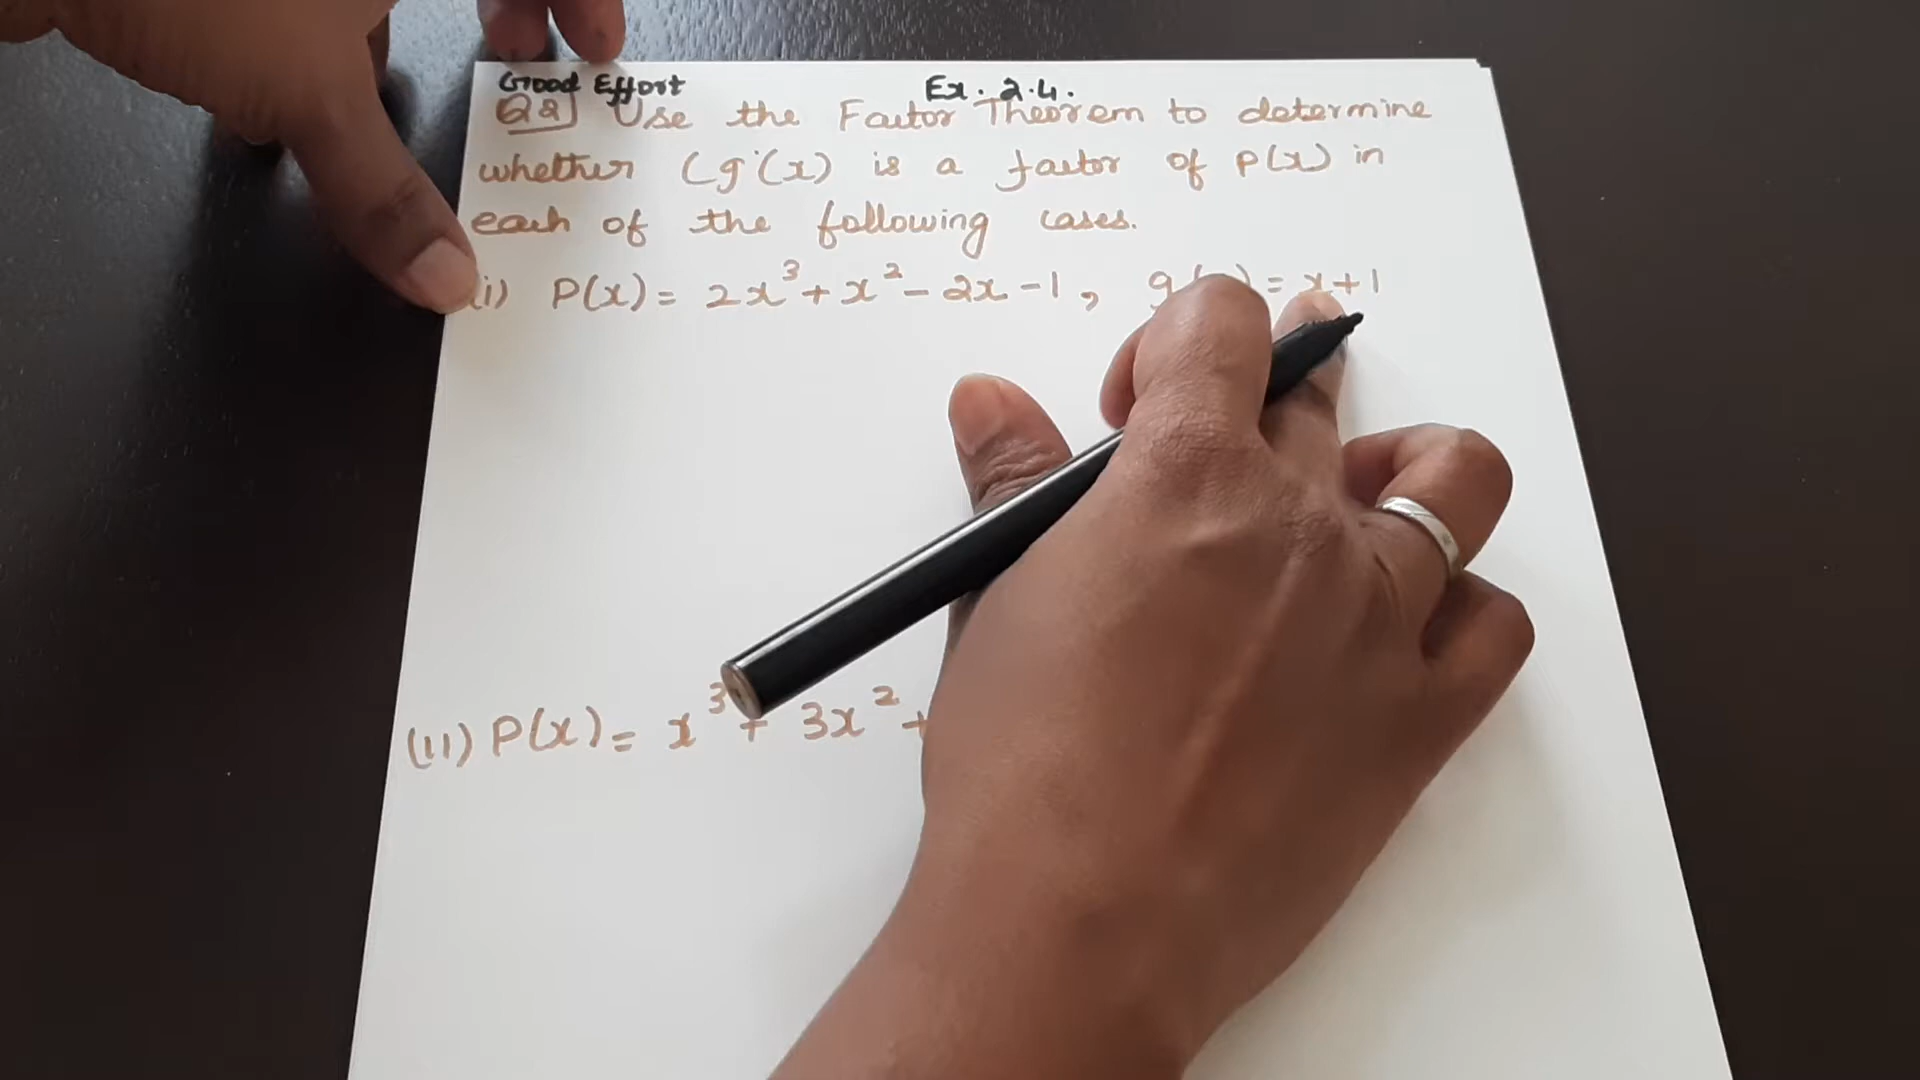 Good Effort Ex. 2.4.
Q2 Use the Factor Theorem to determine
whether (g(x) is a factor of P(x) in
each of the following cases.
(i) P(x) = 2x³ + x² - 2x - 1, g = x + 1
(ii) P(x) = x³ + 3x² +